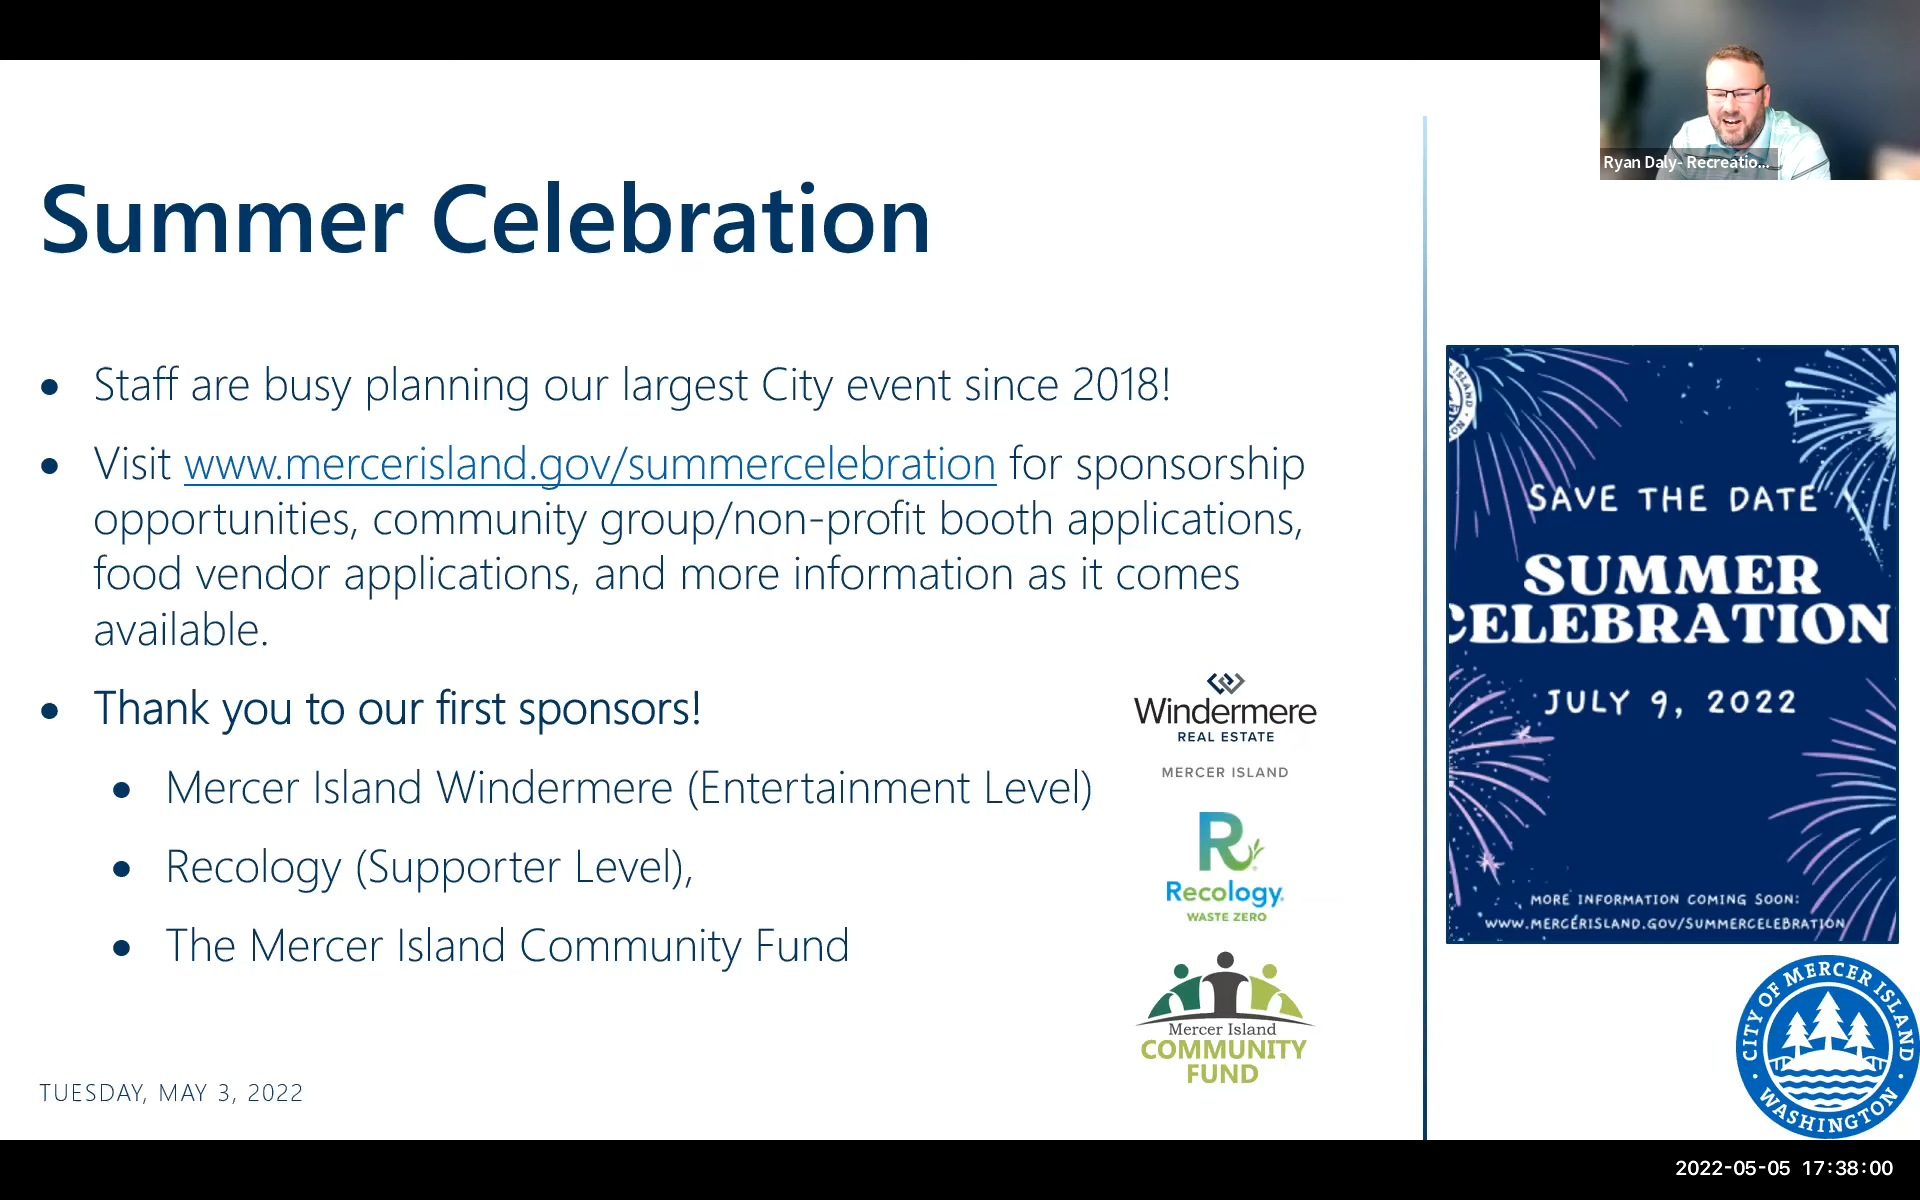 Ryan Daly- Recreatio...
Summer Celebration
Staff are busy planning our largest City event since 2018!
Visit www.mercerisland.gov/summercelebration for sponsorship
opportunities, community group/non-profit booth applications,
food vendor applications, and more information as it comes
available.
Thank you to our first sponsors!
Mercer Island Windermere (Entertainment Level)
Recology (Supporter Level),
The Mercer Island Community Fund
Windermere
REAL ESTATE
MERCER ISLAND
R
Recology
WASTE ZERO
Mercer Island
COMMUNITY
FUND
TUESDAY, MAY 3, 2022
SAVE THE DATE
SUMMER
CELEBRATION
JULY 9, 2022
MORE INFORMATION COMING SOON:
WWW.MERCERISLAND.GOV/SUMMERCELEBRATION
CITY OF MERCER ISLAND
WASHINGTON
2022-05-05 17:38:00